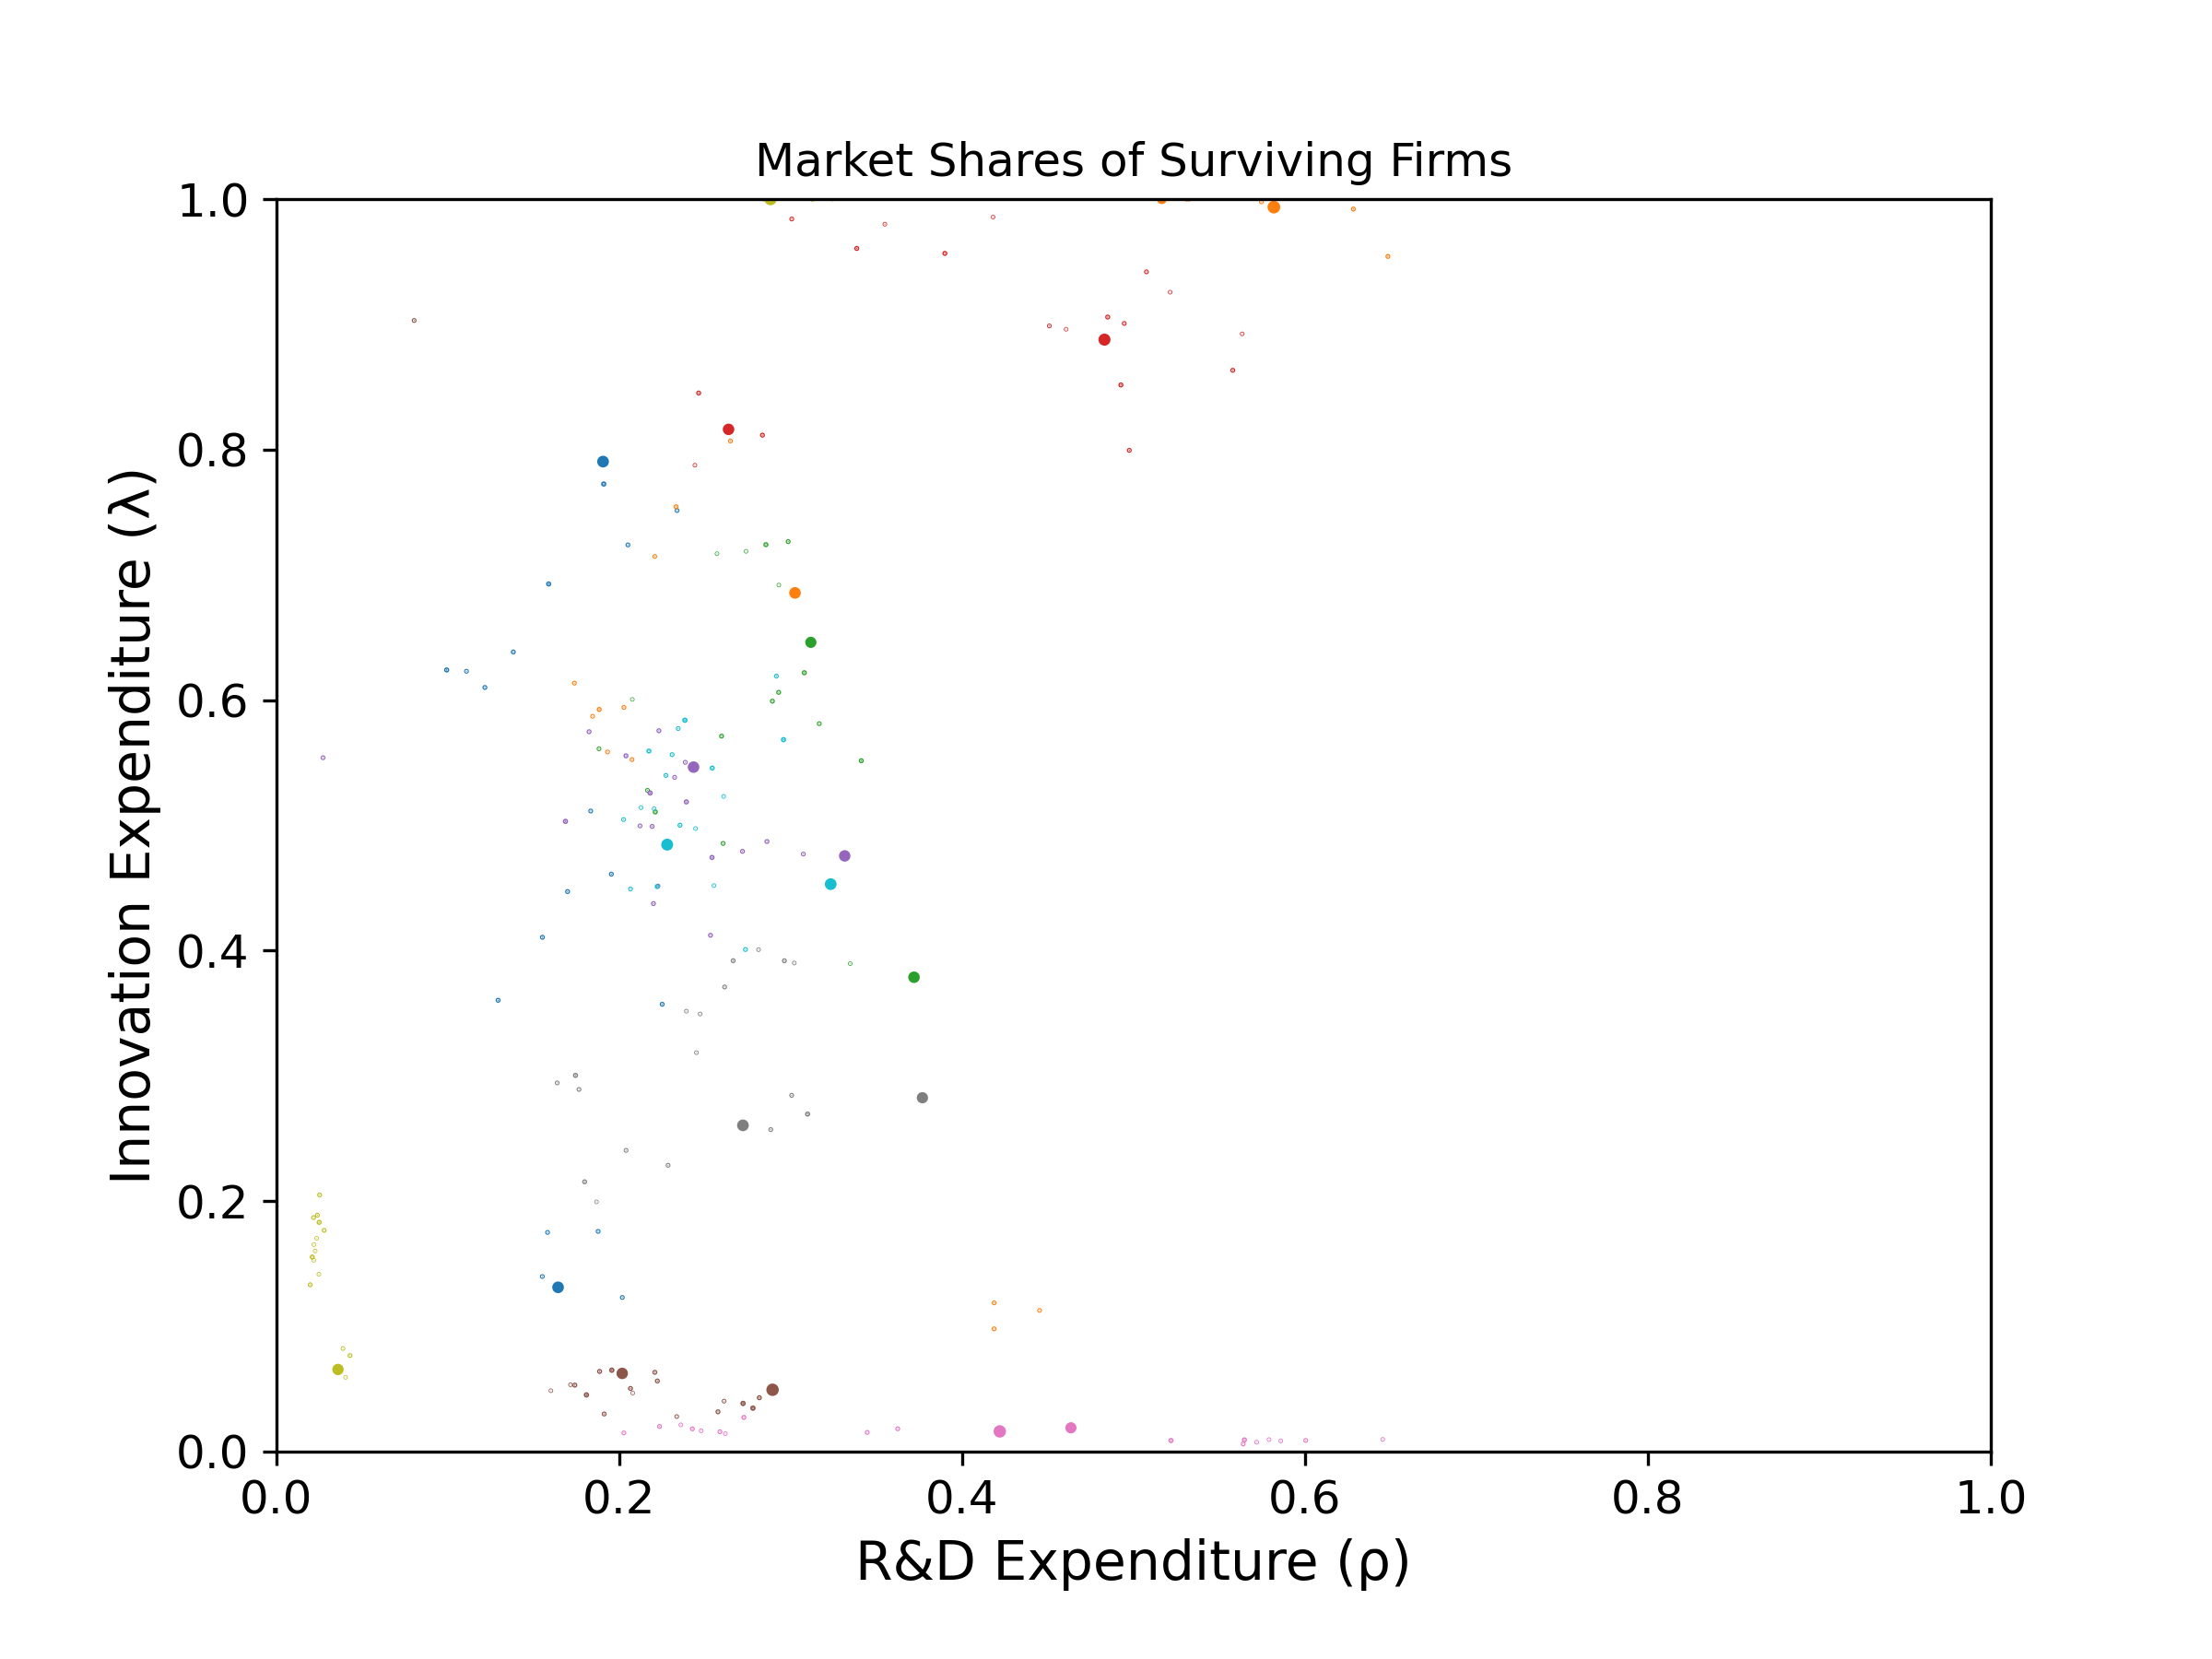 Market Shares of Surviving Firms
1.0
0.8
0.6
0.4
0.2
0.0
Innovation Expenditure (λ)
0.0 0.2 0.4 0.6 0.8 1.0
R&D Expenditure (ρ)